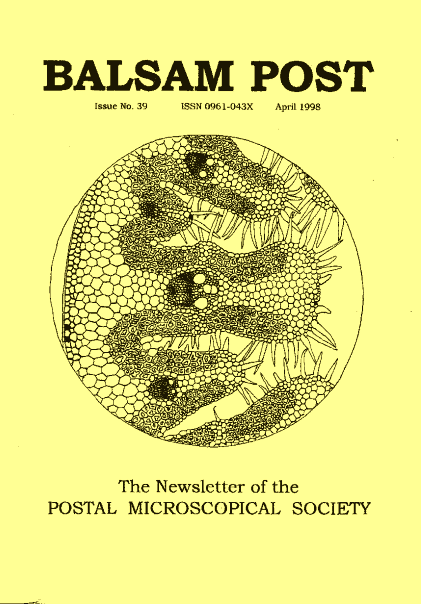 BALSAM POST
Issue No. 39 ISSN 0961-043X April 1998
The Newsletter of the
POSTAL MICROSCOPICAL SOCIETY